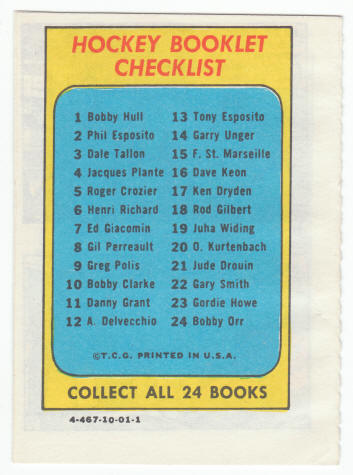 HOCKEY BOOKLET
CHECKLIST
1 Bobby Hull
2 Phil Esposito
3 Dale Tallon
4 Jacques Plante
5 Roger Crozier
6 Henri Richard
7 Ed Giacomin
8 Gil Perreault
9 Greg Polis
10 Bobby Clarke
11 Danny Grant
12 A. Delvecchio
13 Tony Esposito
14 Garry Unger
15 F. St. Marseille
16 Dave Keon
17 Ken Dryden
18 Rod Gilbert
19 Juha Widing
20 O. Kurtenbach
21 Jude Drouin
22 Gary Smith
23 Gordie Howe
24 Bobby Orr
©T.C.G. PRINTED IN U.S.A.
COLLECT ALL 24 BOOKS
4-467-10-01-1